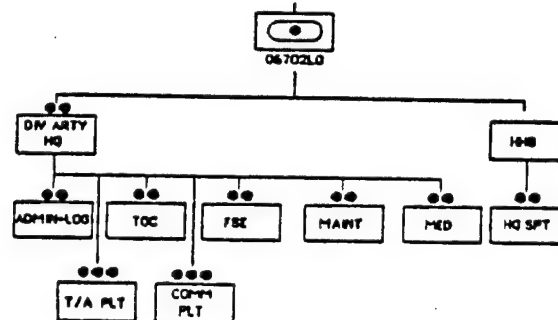 06702L0
DIV ARTY
HQ
HHB
ADMIN-LOG
TOC
FSE
MAINT
MED
HQ SPT
T/A PLT
COMM
PLT